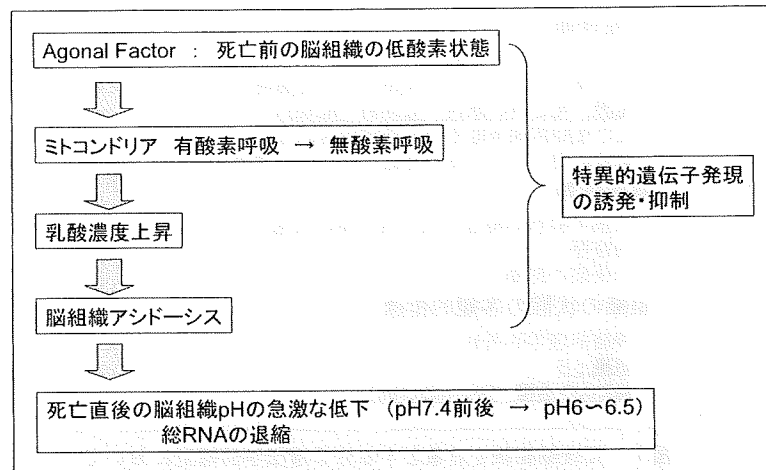 Agonal Factor : 死亡前の脳組織の低酸素状態
ミトコンドリア 有酸素呼吸 → 無酸素呼吸
特異的遺伝子発現
の誘発・抑制
乳酸濃度上昇
脳組織アシドーシス
死亡直後の脳組織pHの急激な低下 (pH7.4前後 → pH6〜6.5)
総RNAの退縮